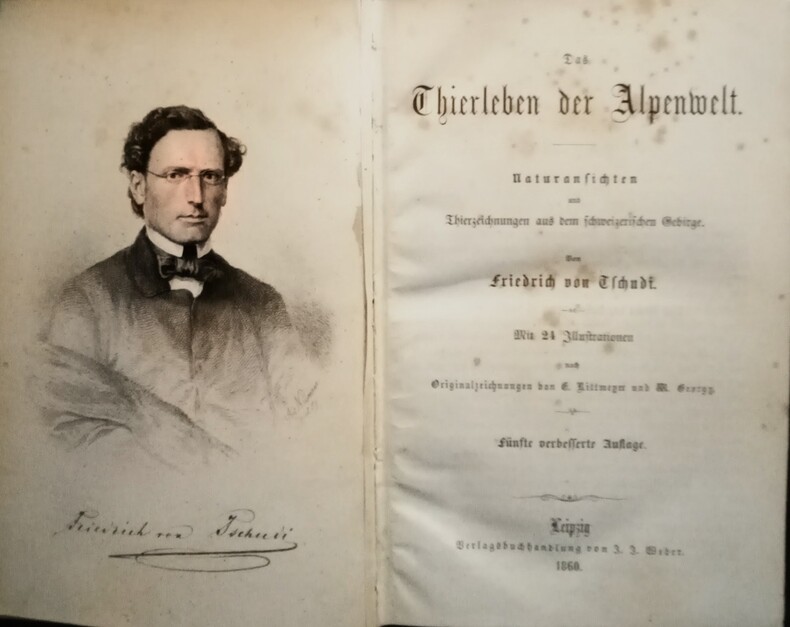 Friedrich von Tschudi
Das
Thierleben der Alpenwelt.
Naturansichten
und
Thierzeichnungen aus dem schweizerischen Gebirge.
Von
Friedrich von Tschudi.
Mit 24 Illustrationen
nach
Originalzeichnungen von E. Rittmeyer und W. Georgy.
Fünfte verbesserte Auflage.
Leipzig
Verlagsbuchhandlung von J. J. Weber.
1860.